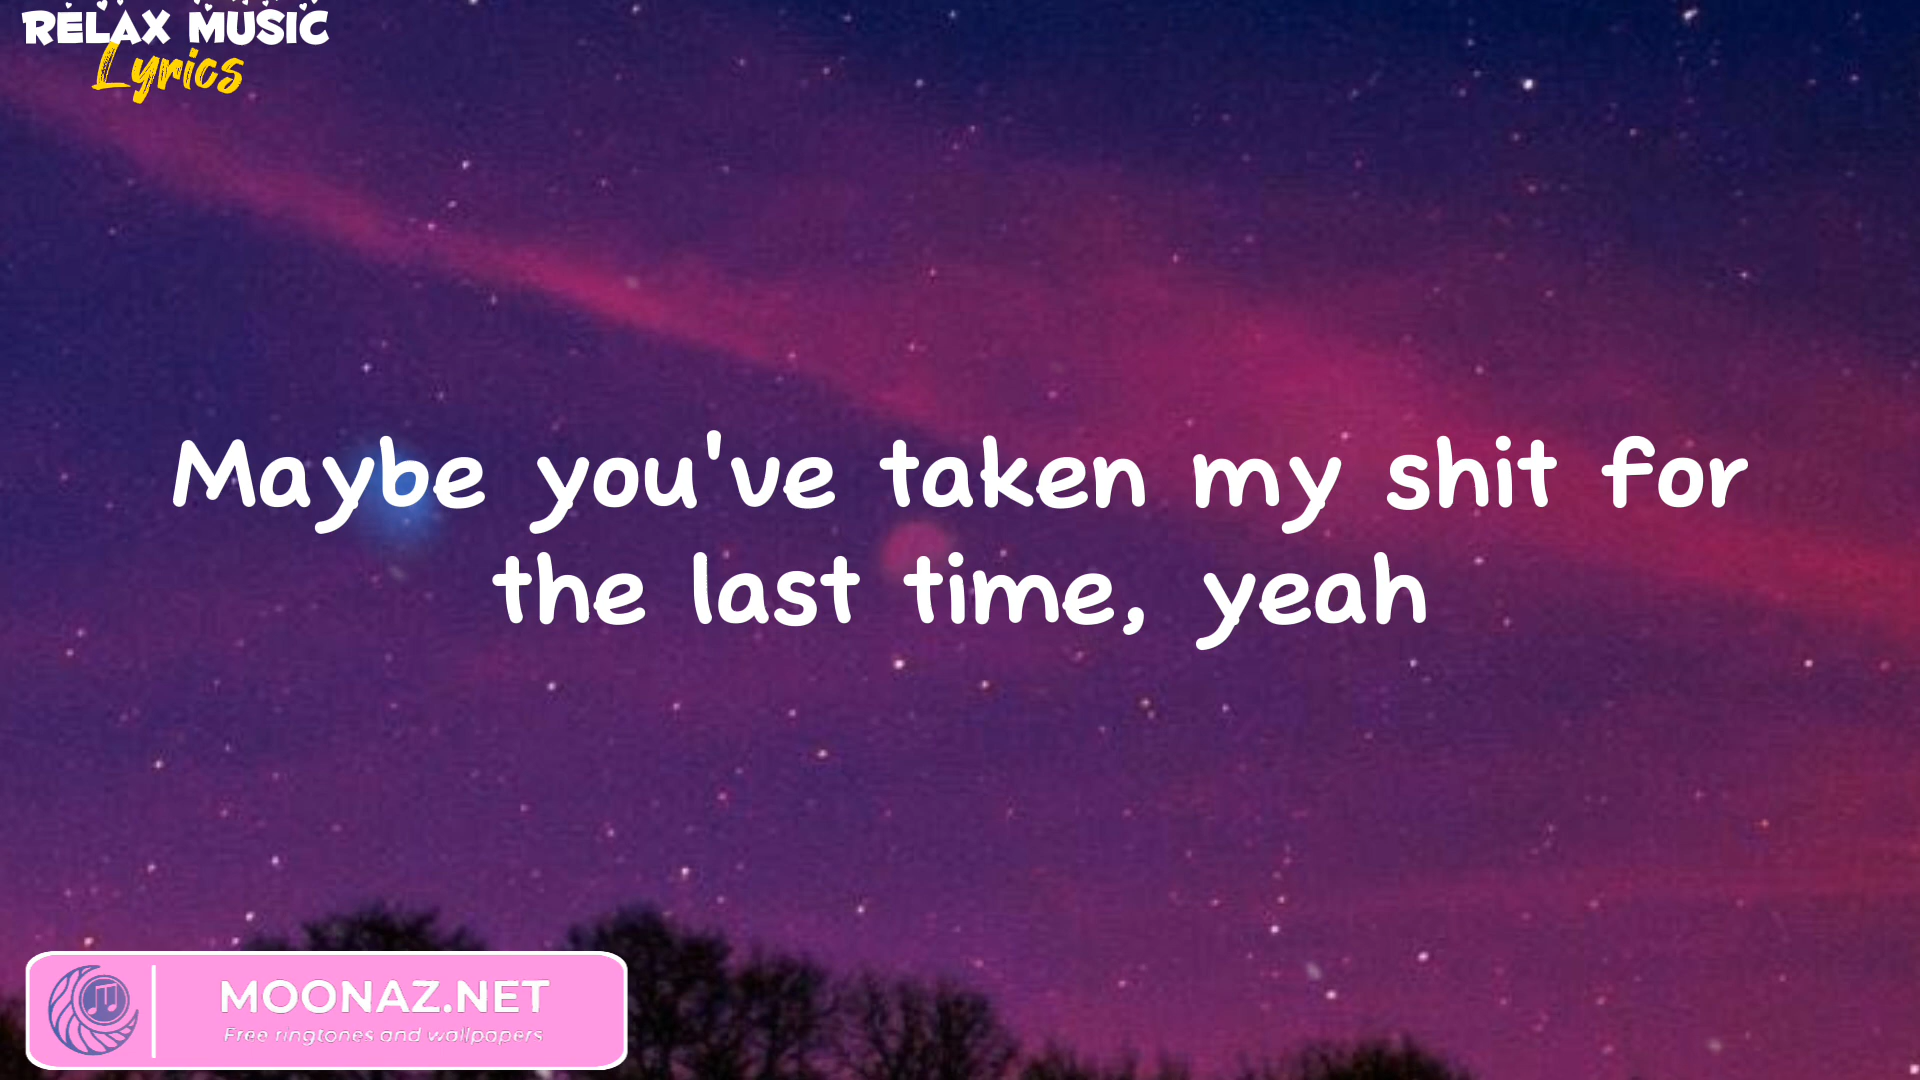 RELAX MUSIC
Lyrics
Maybe you've taken my shit for
the last time, yeah
MOONAZ.NET
Free ringtones and wallpapers